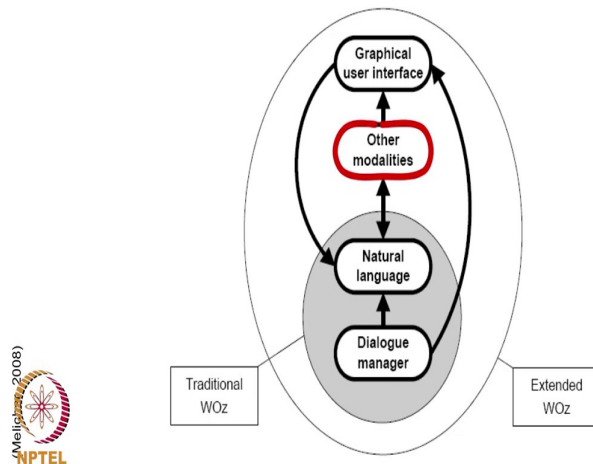 Graphical
user interface
Other
modalities
Natural
language
Dialogue
manager
Traditional
WOz
Extended
WOz
2008)
NPTEL